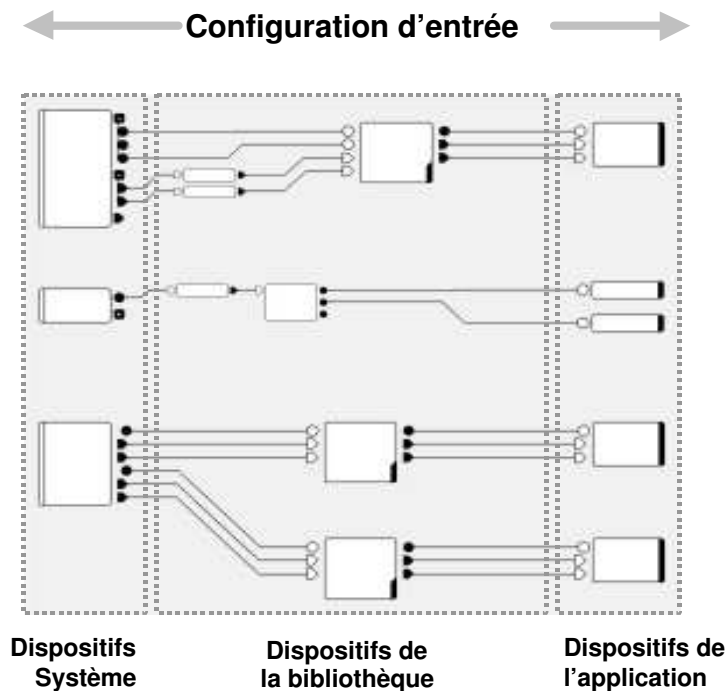 Configuration d’entrée
Dispositifs
Système
Dispositifs de
la bibliothèque
Dispositifs de
l’application